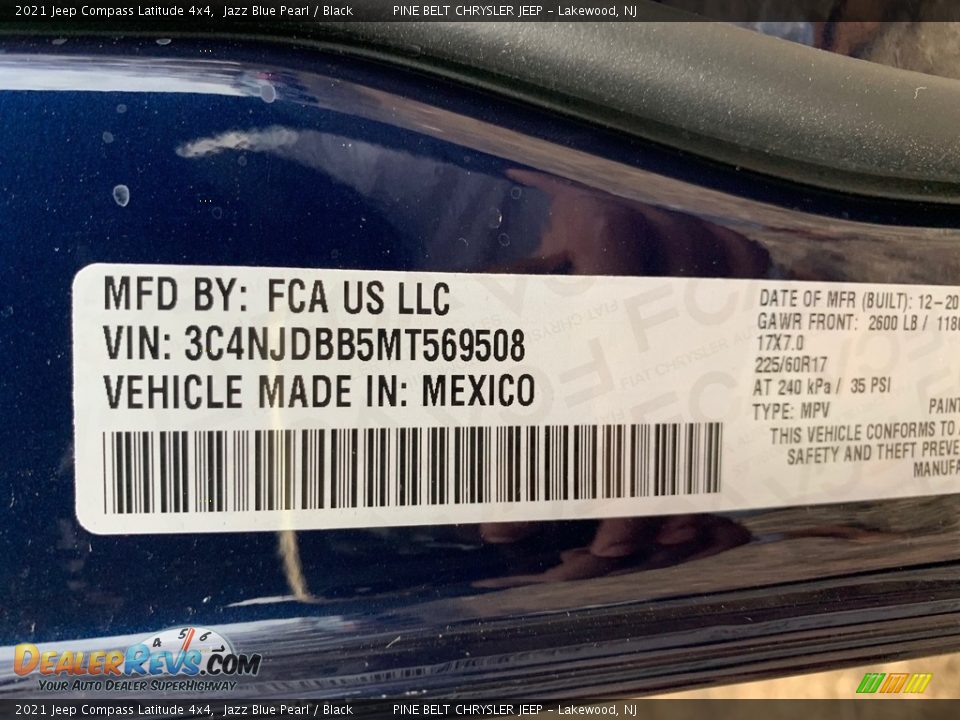 2021 Jeep Compass Latitude 4x4, Jazz Blue Pearl / Black PINE BELT CHRYSLER JEEP - Lakewood, NJ
MFD BY: FCA US LLC
VIN: 3C4NJDBB5MT569508
VEHICLE MADE IN: MEXICO
DATE OF MFR (BUILT): 12-20
GAWR FRONT: 2600 LB / 1180
17X7.0
225/60R17
AT 240 kPa / 35 PSI
TYPE: MPV PAINT
THIS VEHICLE CONFORMS TO
SAFETY AND THEFT PREVE
MANUFA
4 5 6
DEALERREVS.COM
YOUR AUTO DEALER SUPERHIGHWAY
2021 Jeep Compass Latitude 4x4, Jazz Blue Pearl / Black PINE BELT CHRYSLER JEEP - Lakewood, NJ